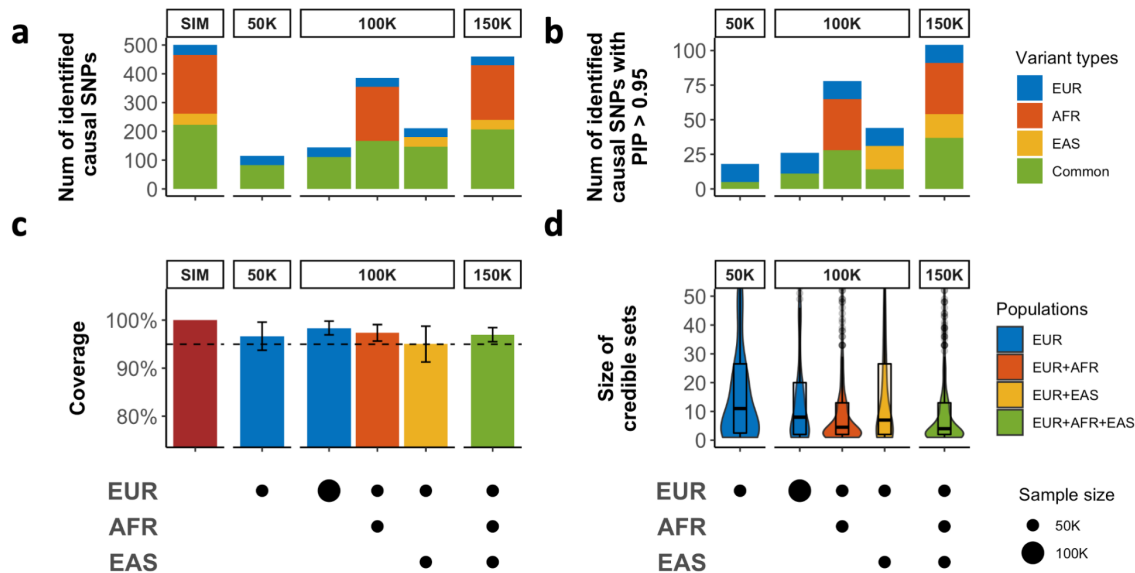 a
SIM 50K 100K 150K
Num of identified
causal SNPs
500
400
300
200
100
0
b
50K 100K 150K
Num of identified
causal SNPs with
PIP > 0.95
100
75
50
25
0
Variant types
EUR
AFR
EAS
Common
c
SIM 50K 100K 150K
Coverage
100%
90%
80%
EUR
AFR
EAS
d
50K 100K 150K
Size of
credible sets
50
40
30
20
10
0
EUR
AFR
EAS
Populations
EUR
EUR+AFR
EUR+EAS
EUR+AFR+EAS
Sample size
50K
100K